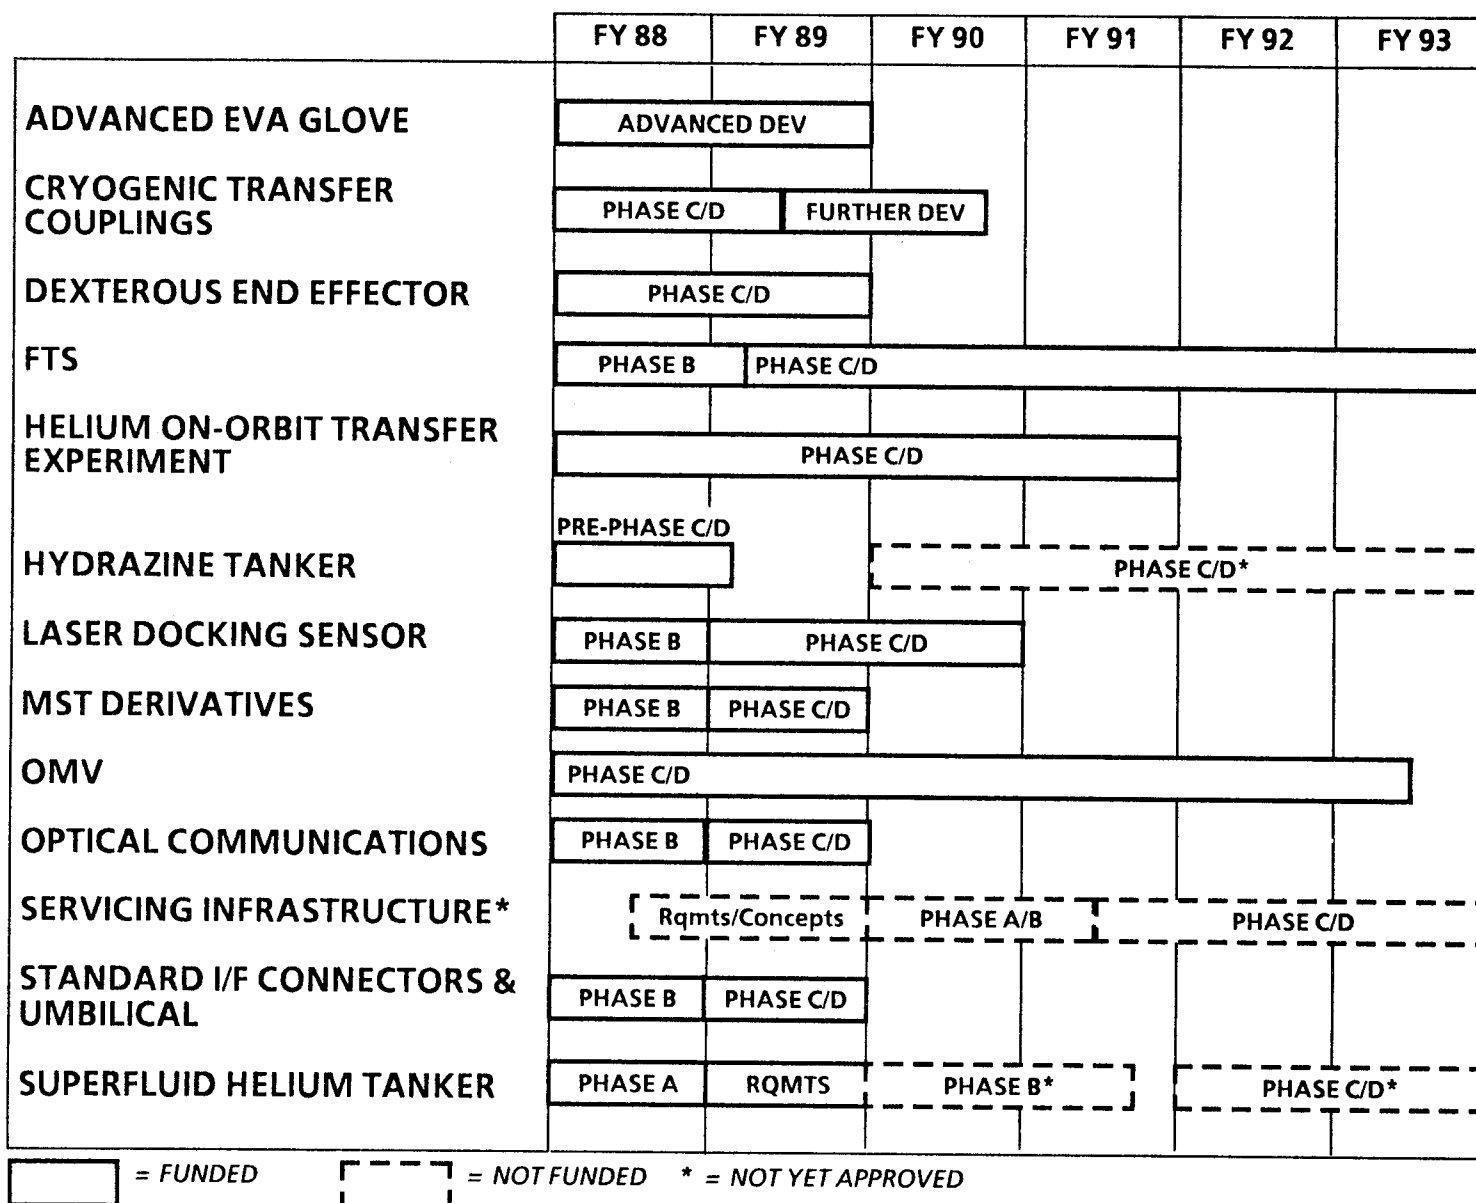 FY 88 FY 89 FY 90 FY 91 FY 92 FY 93
ADVANCED EVA GLOVE
ADVANCED DEV
CRYOGENIC TRANSFER
COUPLINGS
PHASE C/D FURTHER DEV
DEXTEROUS END EFFECTOR
PHASE C/D
FTS
PHASE B PHASE C/D
HELIUM ON-ORBIT TRANSFER
EXPERIMENT
PHASE C/D
PRE-PHASE C/D
HYDRAZINE TANKER
PHASE C/D*
LASER DOCKING SENSOR
PHASE B PHASE C/D
MST DERIVATIVES
PHASE B PHASE C/D
OMV
PHASE C/D
OPTICAL COMMUNICATIONS
PHASE B PHASE C/D
SERVICING INFRASTRUCTURE*
Rqmts/Concepts PHASE A/B PHASE C/D
STANDARD I/F CONNECTORS &
UMBILICAL
PHASE B PHASE C/D
SUPERFLUID HELIUM TANKER
PHASE A RQMTS PHASE B* PHASE C/D*
= FUNDED = NOT FUNDED * = NOT YET APPROVED